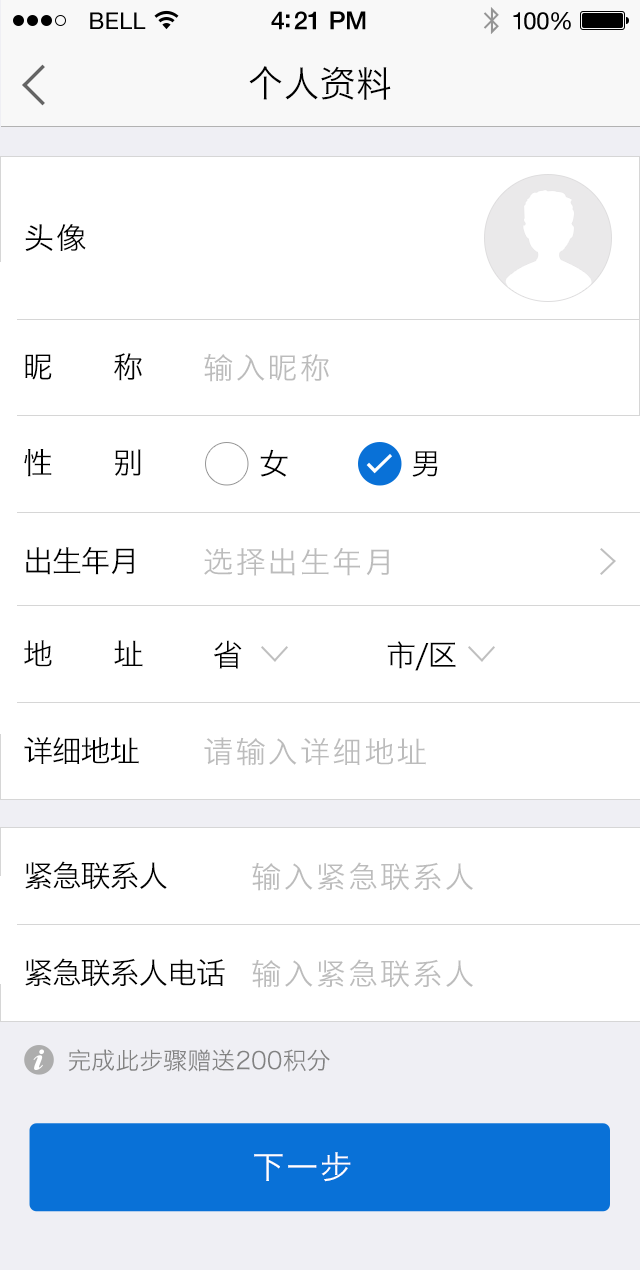 BELL 4:21 PM 100%
个人资料
头像
昵 称 输入昵称
性 别 女 男
出生年月 选择出生年月
地 址 省 市/区
详细地址 请输入详细地址
紧急联系人 输入紧急联系人
紧急联系人电话 输入紧急联系人
完成此步骤赠送200积分
下一步